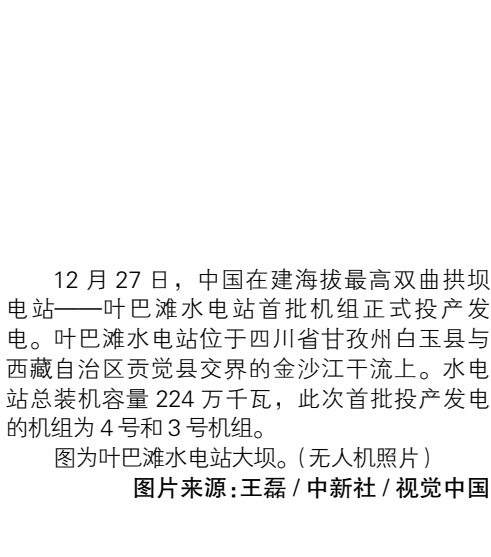 12 月 27 日，中国在建海拔最高双曲拱坝
电站——叶巴滩水电站首批机组正式投产发
电。叶巴滩水电站位于四川省甘孜州白玉县与
西藏自治区贡觉县交界的金沙江干流上。水电
站总装机容量 224 万千瓦，此次首批投产发电
的机组为 4 号和 3 号机组。
图为叶巴滩水电站大坝。（无人机照片）
图片来源：王磊 / 中新社 / 视觉中国